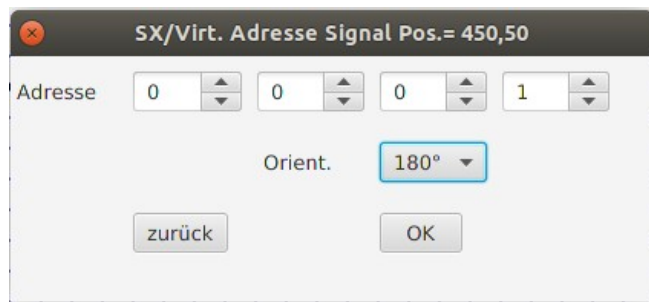 SX/Virt. Adresse Signal Pos.= 450,50
Adresse 0 0 0 1
Orient. 180°
zurück OK